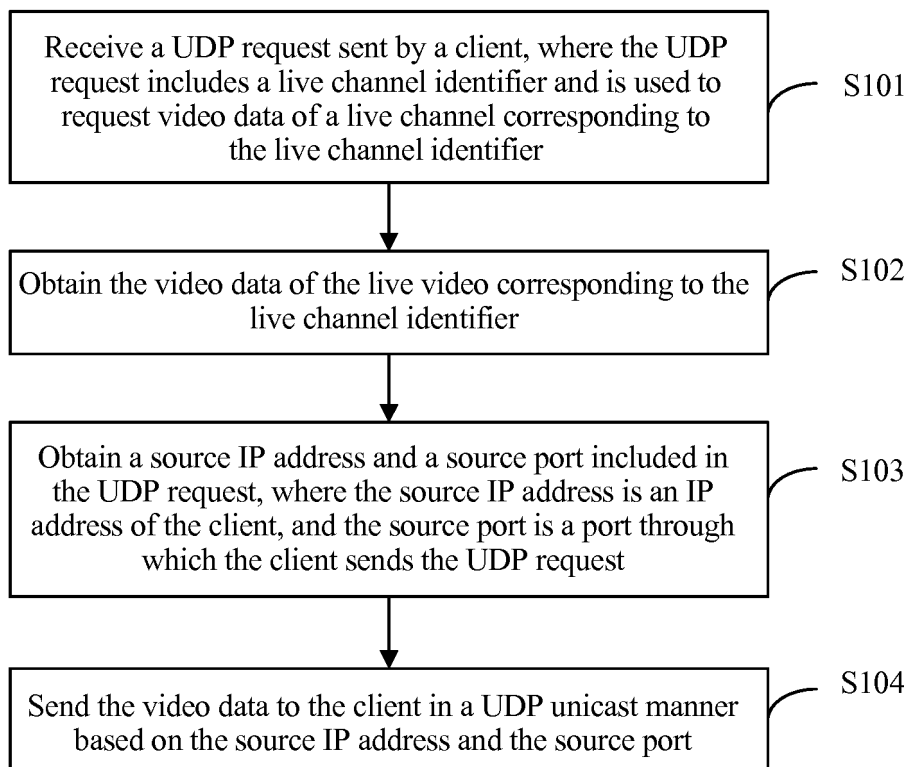 Receive a UDP request sent by a client, where the UDP
request includes a live channel identifier and is used to
request video data of a live channel corresponding to
the live channel identifier
S101
Obtain the video data of the live video corresponding to the
live channel identifier
S102
Obtain a source IP address and a source port included in
the UDP request, where the source IP address is an IP
address of the client, and the source port is a port through
which the client sends the UDP request
S103
Send the video data to the client in a UDP unicast manner
based on the source IP address and the source port
S104